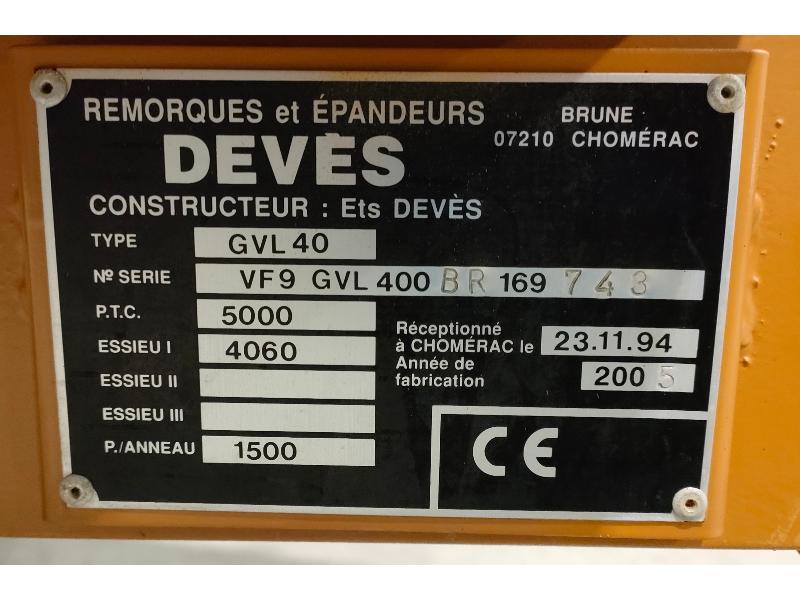 REMORQUES et ÉPANDEURS
BRUNE
07210 CHOMÉRAC
DEVÈS
CONSTRUCTEUR : Ets DEVÈS
TYPE GVL 40
Nº SERIE VF9 GVL 400 BR 169 743
P.T.C. 5000
ESSIEU I 4060
ESSIEU II
ESSIEU III
P./ANNEAU 1500
Réceptionné
à CHOMÉRAC le 23.11.94
Année de
fabrication 2005
CE